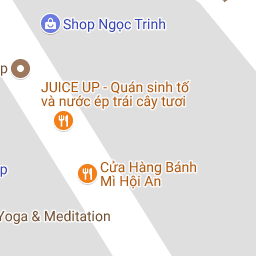 Shop Ngọc Trinh
p
JUICE UP - Quán sinh tố
và nước ép trái cây tươi
Cửa Hàng Bánh
Mì Hội An
p
Yoga & Meditation